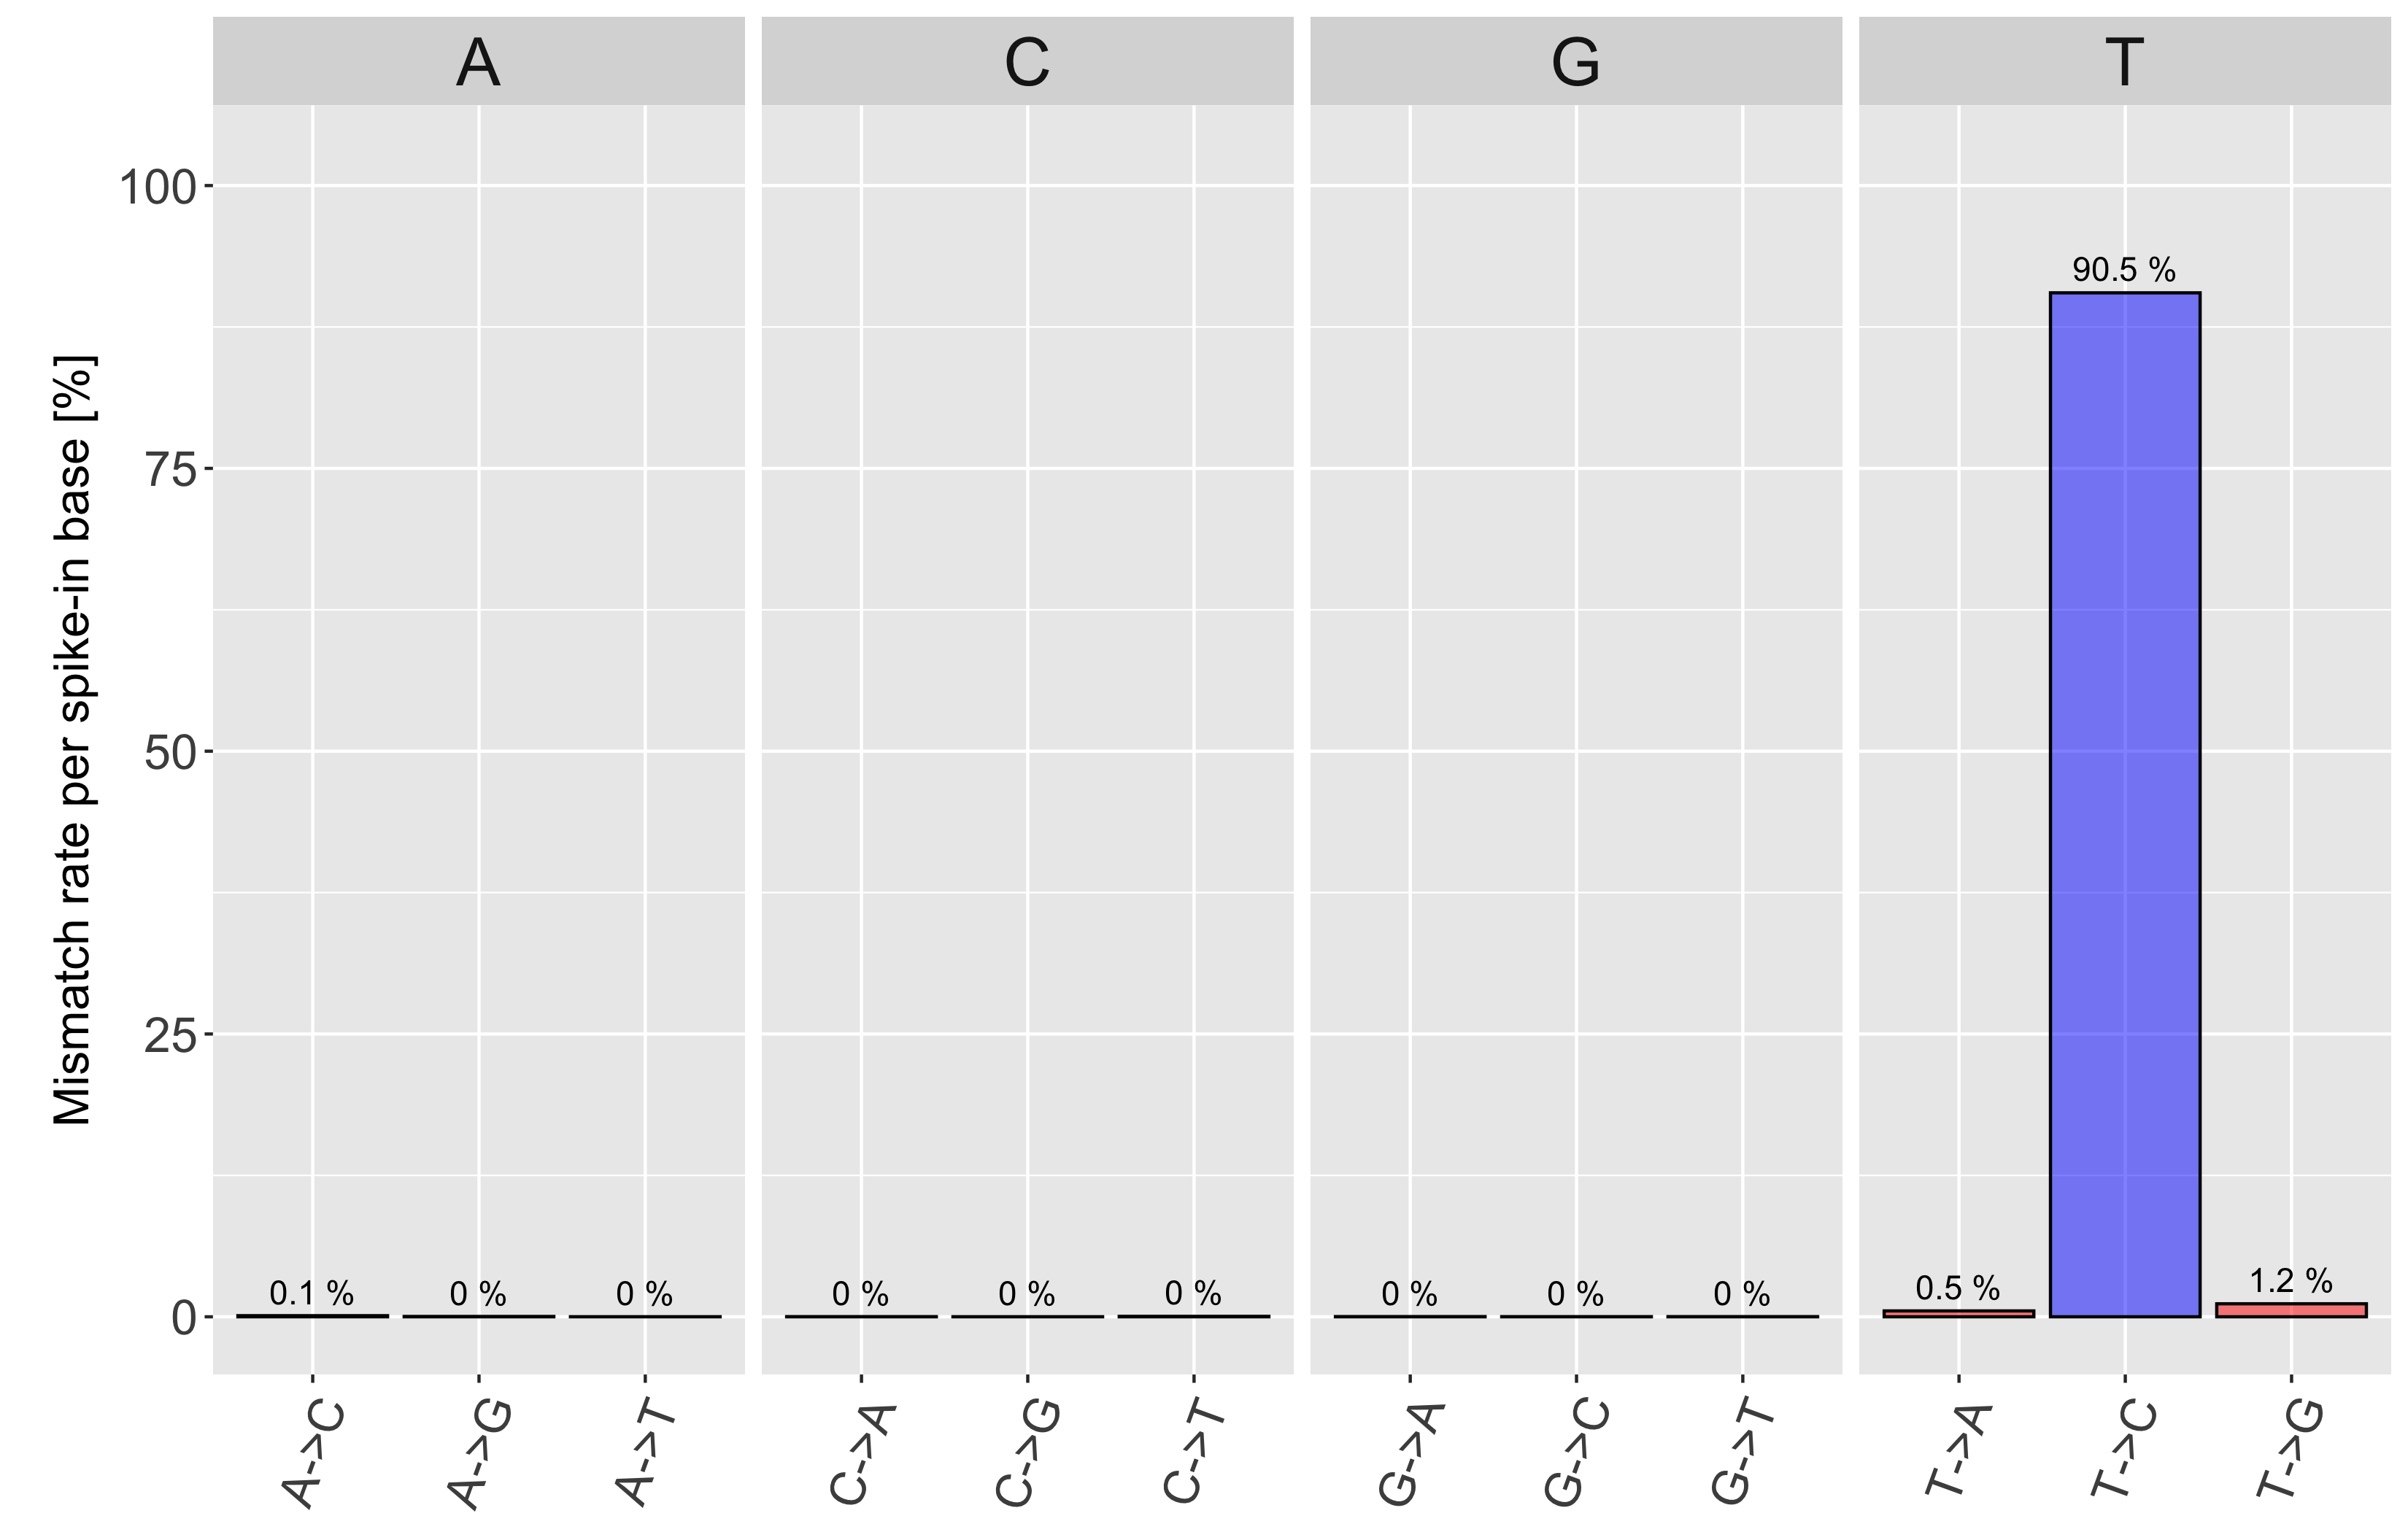 A
C
G
T
Mismatch rate per spike-in base [%]
100
75
50
25
0
0.1 %
0 %
0 %
0 %
0 %
0 %
0 %
0 %
0 %
0.5 %
90.5 %
1.2 %
A->C
A->G
A->T
C->A
C->G
C->T
G->A
G->C
G->T
T->A
T->C
T->G